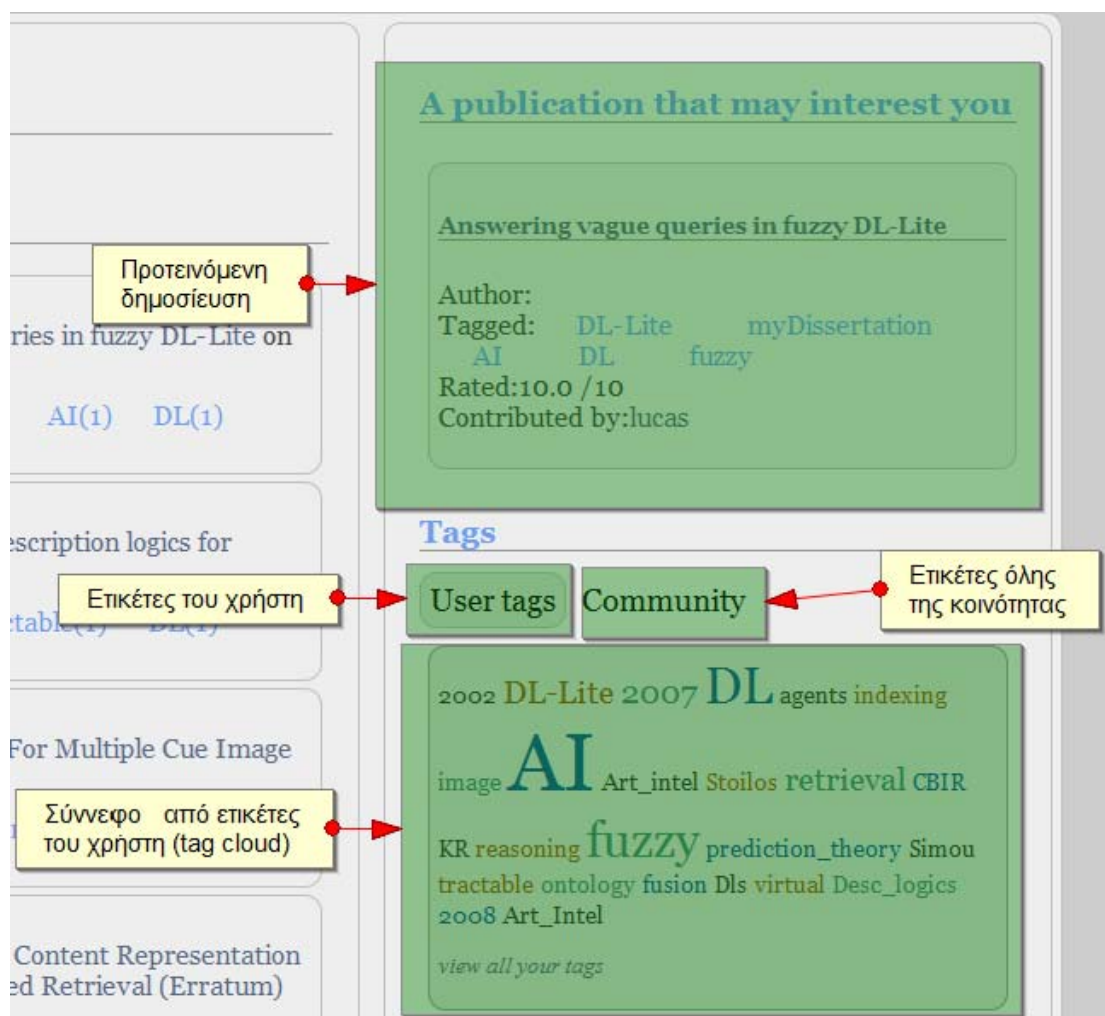 A publication that may interest you
Answering vague queries in fuzzy DL-Lite
Author:
Tagged: DL-Lite myDissertation
AI DL fuzzy
Rated:10.0 /10
Contributed by:lucas
Προτεινόμενη
δημοσίευση
ries in fuzzy DL-Lite on
AI(1) DL(1)
escription logics for
DL(1)
Tags
Ετικέτες του χρήστη
User tags Community
Ετικέτες όλης
της κοινότητας
2002 DL-Lite 2007 DL agents indexing
image AI Art_intel Stoilos retrieval CBIR
KR reasoning fuzzy prediction_theory Simou
tractable ontology fusion Dls virtual Desc_logics
2008 Art_Intel
view all your tags
For Multiple Cue Image
Σύννεφο από ετικέτες
του χρήστη (tag cloud)
Content Representation
ed Retrieval (Erratum)